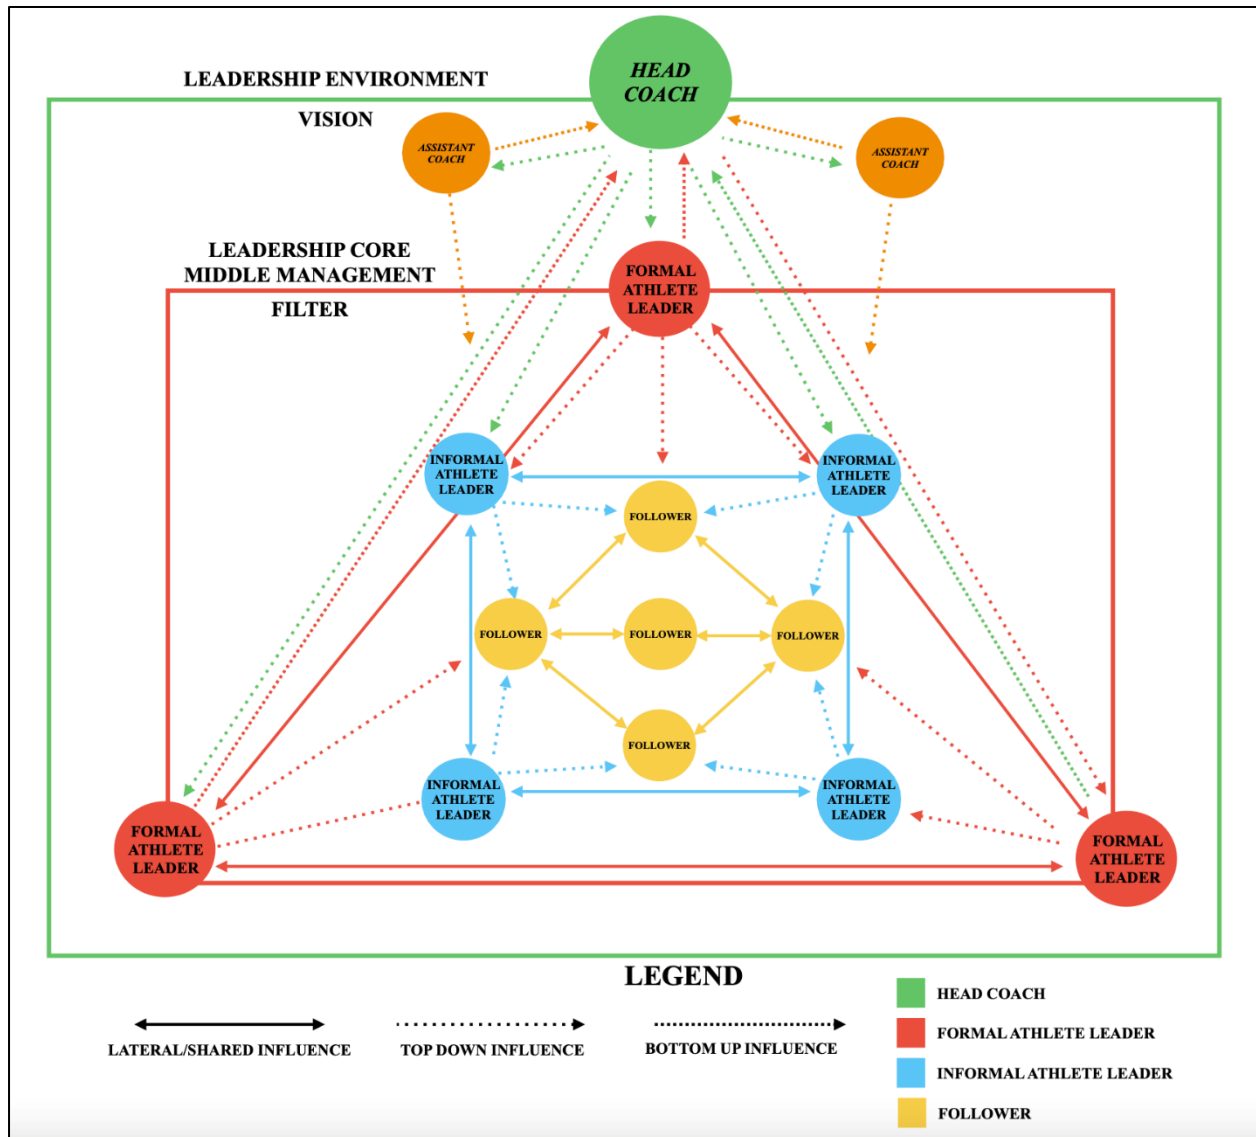 HEAD
COACH
LEADERSHIP ENVIRONMENT
VISION
ASSISTANT
COACH
ASSISTANT
COACH
LEADERSHIP CORE
MIDDLE MANAGEMENT
FILTER
FORMAL
ATHLETE
LEADER
INFORMAL
ATHLETE
LEADER
INFORMAL
ATHLETE
LEADER
FOLLOWER
FOLLOWER
FOLLOWER
FOLLOWER
FOLLOWER
INFORMAL
ATHLETE
LEADER
INFORMAL
ATHLETE
LEADER
FORMAL
ATHLETE
LEADER
FORMAL
ATHLETE
LEADER
LEGEND
LATERAL/SHARED INFLUENCE
TOP DOWN INFLUENCE
BOTTOM UP INFLUENCE
HEAD COACH
FORMAL ATHLETE LEADER
INFORMAL ATHLETE LEADER
FOLLOWER